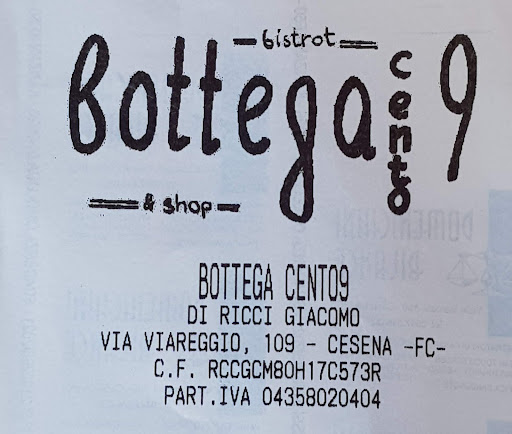 bistrot
Bottega cento 9
& shop
BOTTEGA CENTO9
DI RICCI GIACOMO
VIA VIAREGGIO, 109 - CESENA -FC-
C.F. RCCGCM80H17C573R
PART.IVA 04358020404